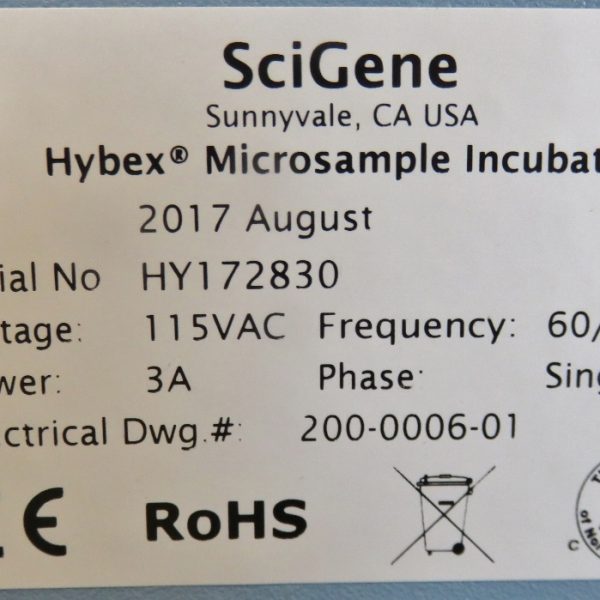 SciGene
Sunnyvale, CA USA
Hybex® Microsample Incubat
2017 August
ial No HY172830
tage: 115VAC Frequency: 60/
wer: 3A Phase: Sing
ctrical Dwg.#: 200-0006-01
CE RoHS
c